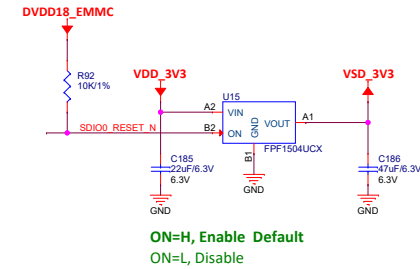 DVDD18_EMMC
R92
10K/1%
VDD_3V3
VSD_3V3
U15
A2
VIN
VOUT
A1
SDIO0_RESET_N
B2
ON
GND
FPF1504UCX
B1
C185
22uF/6.3V
6.3V
C186
47uF/6.3V
6.3V
GND
GND
GND
ON=H, Enable Default
ON=L, Disable